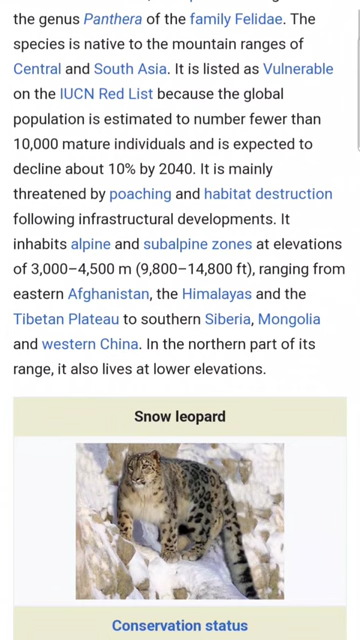 the genus Panthera of the family Felidae. The
species is native to the mountain ranges of
Central and South Asia. It is listed as Vulnerable
on the IUCN Red List because the global
population is estimated to number fewer than
10,000 mature individuals and is expected to
decline about 10% by 2040. It is mainly
threatened by poaching and habitat destruction
following infrastructural developments. It
inhabits alpine and subalpine zones at elevations
of 3,000–4,500 m (9,800–14,800 ft), ranging from
eastern Afghanistan, the Himalayas and the
Tibetan Plateau to southern Siberia, Mongolia
and western China. In the northern part of its
range, it also lives at lower elevations.
Snow leopard
Conservation status